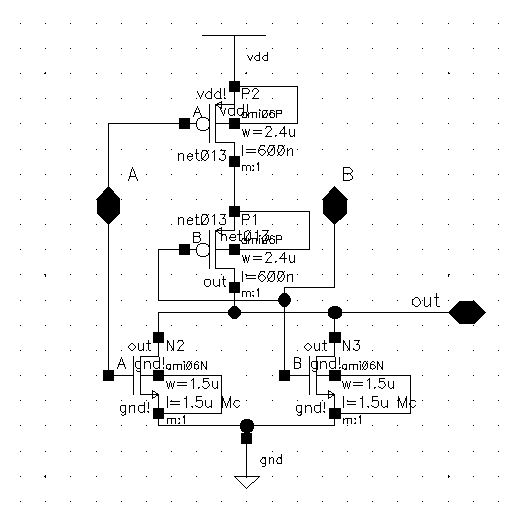 vdd
vdd! P2
A vdd! ami06P
w=2.4u
net013 l=600n
m:1
A B
net013 P1
B net013 ami06P
w=2.4u
l=600n
out m:1
out
out N2 out N3
A gnd! ami06N B gnd! ami06N
w=1.5u w=1.5u
gnd! l=1.5u Mc gnd! l=1.5u Mc
m:1 m:1
gnd